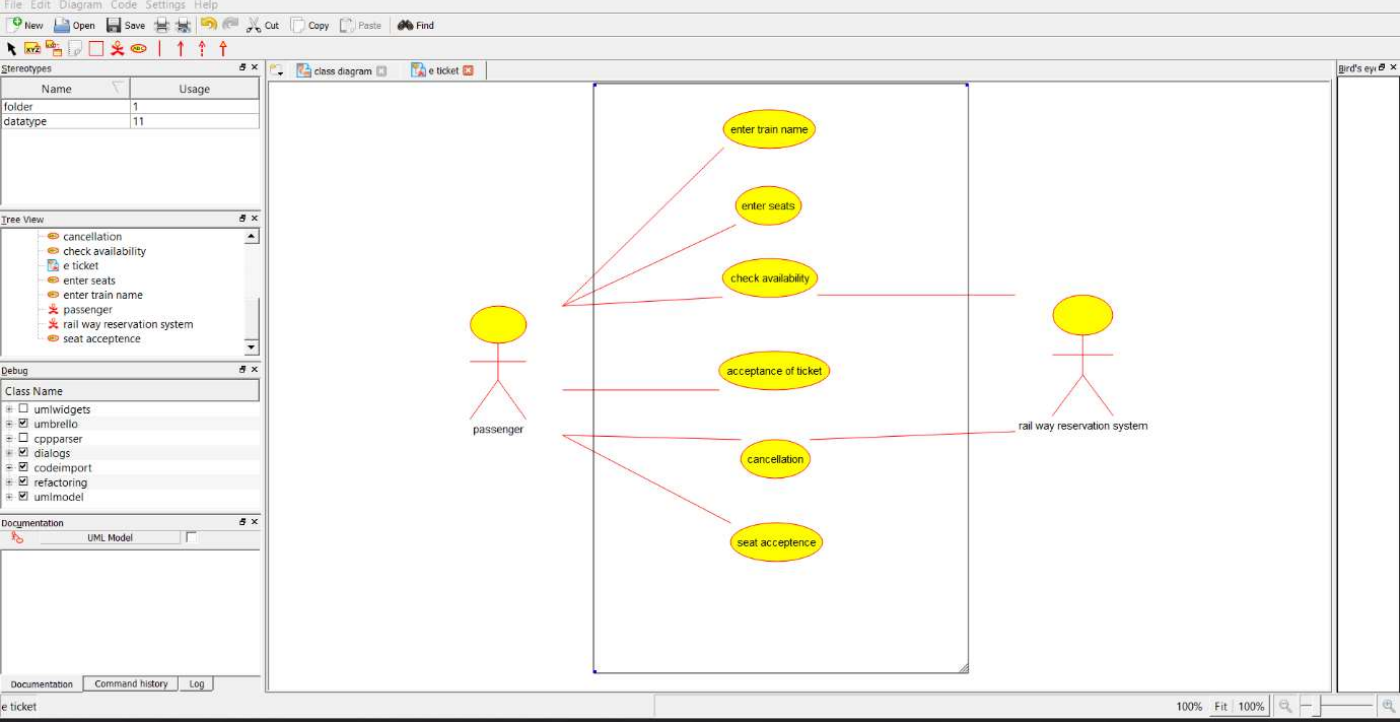 File Edit Diagram Code Settings Help
New Open Save Cut Copy Paste Find
XYZ ABC
Stereotypes
Name Usage
folder 1
datatype 11
Tree View
cancellation
check availability
e ticket
enter seats
enter train name
passenger
rail way reservation system
seat acceptence
Debug
Class Name
umlwidgets
umbrello
cppparser
dialogs
codeimport
refactoring
umlmodel
Documentation
UML Model
Documentation Command history Log
e ticket
class diagram e ticket
enter train name
enter seats
check availability
acceptance of ticket
cancellation
seat acceptence
passenger
rail way reservation system
Bird's ey
100% Fit 100%